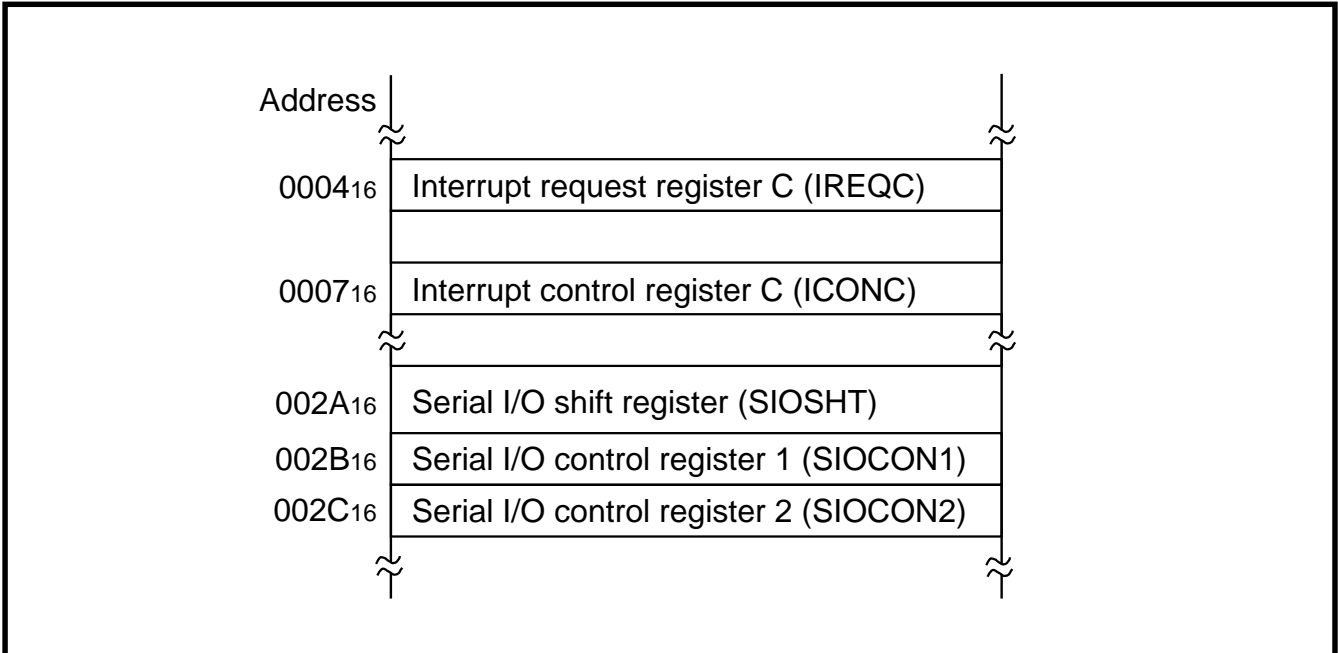 Address
0004₁₆ Interrupt request register C (IREQC)
0007₁₆ Interrupt control register C (ICONC)
002A₁₆ Serial I/O shift register (SIOSHT)
002B₁₆ Serial I/O control register 1 (SIOCON1)
002C₁₆ Serial I/O control register 2 (SIOCON2)